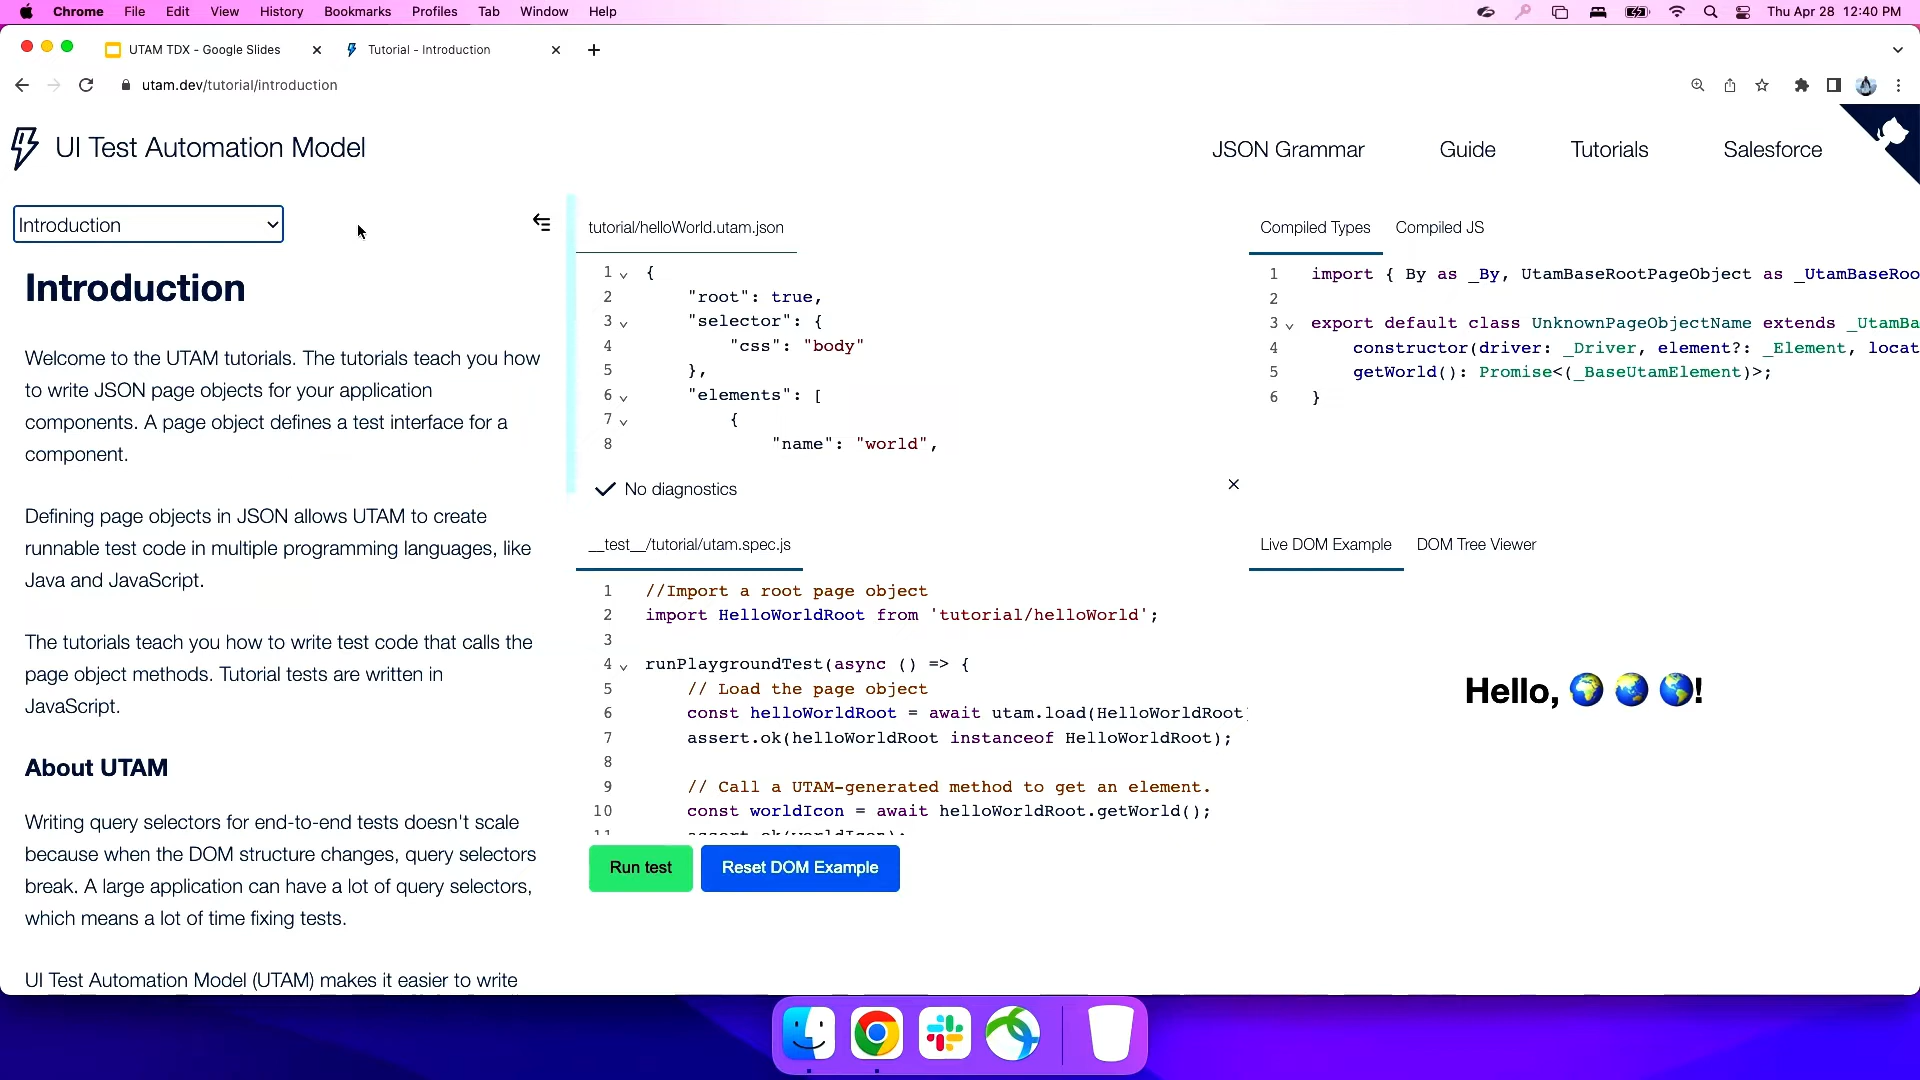 Chrome File Edit View History Bookmarks Profiles Tab Window Help Thu Apr 28 12:40 PM
UTAM TDX - Google Slides Tutorial - Introduction
utam.dev/tutorial/introduction
UI Test Automation Model JSON Grammar Guide Tutorials Salesforce
Introduction
Introduction
Welcome to the UTAM tutorials. The tutorials teach you how
to write JSON page objects for your application
components. A page object defines a test interface for a
component.
Defining page objects in JSON allows UTAM to create
runnable test code in multiple programming languages, like
Java and JavaScript.
The tutorials teach you how to write test code that calls the
page object methods. Tutorial tests are written in
JavaScript.
About UTAM
Writing query selectors for end-to-end tests doesn't scale
because when the DOM structure changes, query selectors
break. A large application can have a lot of query selectors,
which means a lot of time fixing tests.
UI Test Automation Model (UTAM) makes it easier to write
tutorial/helloWorld.utam.json
1 {
2 "root": true,
3 "selector": {
4 "css": "body"
5 },
6 "elements": [
7 {
8 "name": "world",
No diagnostics
__test__/tutorial/utam.spec.js
1 //Import a root page object
2 import HelloWorldRoot from 'tutorial/helloWorld';
3
4 runPlaygroundTest(async () => {
5 // Load the page object
6 const helloWorldRoot = await utam.load(HelloWorldRoot)
7 assert.ok(helloWorldRoot instanceof HelloWorldRoot);
8
9 // Call a UTAM-generated method to get an element.
10 const worldIcon = await helloWorldRoot.getWorld();
11 assert.ok(worldIcon);
Run test Reset DOM Example
Compiled Types Compiled JS
1 import { By as _By, UtamBaseRootPageObject as _UtamBaseRoo
2
3 export default class UnknownPageObjectName extends _UtamBa
4 constructor(driver: _Driver, element?: _Element, locat
5 getWorld(): Promise<(_BaseUtamElement)>;
6 }
Live DOM Example DOM Tree Viewer
Hello, 🌍 🌏 🌎!